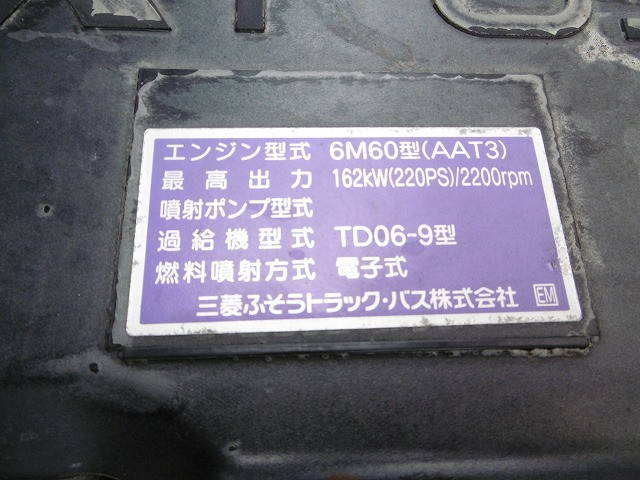 エンジン型式 6M60型(AAT3)
最高出力 162kW(220PS)/2200rpm
噴射ポンプ型式
過給機型式 TD06-9型
燃料噴射方式 電子式
三菱ふそうトラック・バス株式会社 EM